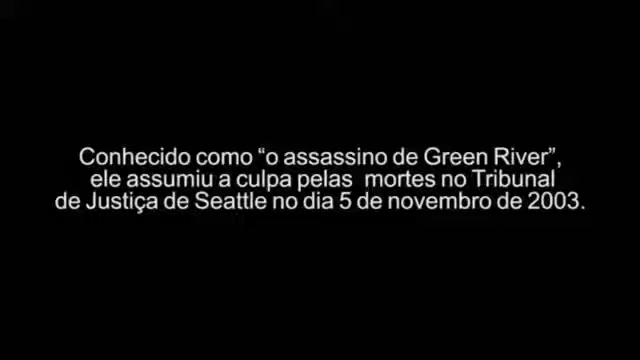 Conhecido como “o assassino de Green River”,
ele assumiu a culpa pelas mortes no Tribunal
de Justiça de Seattle no dia 5 de novembro de 2003.